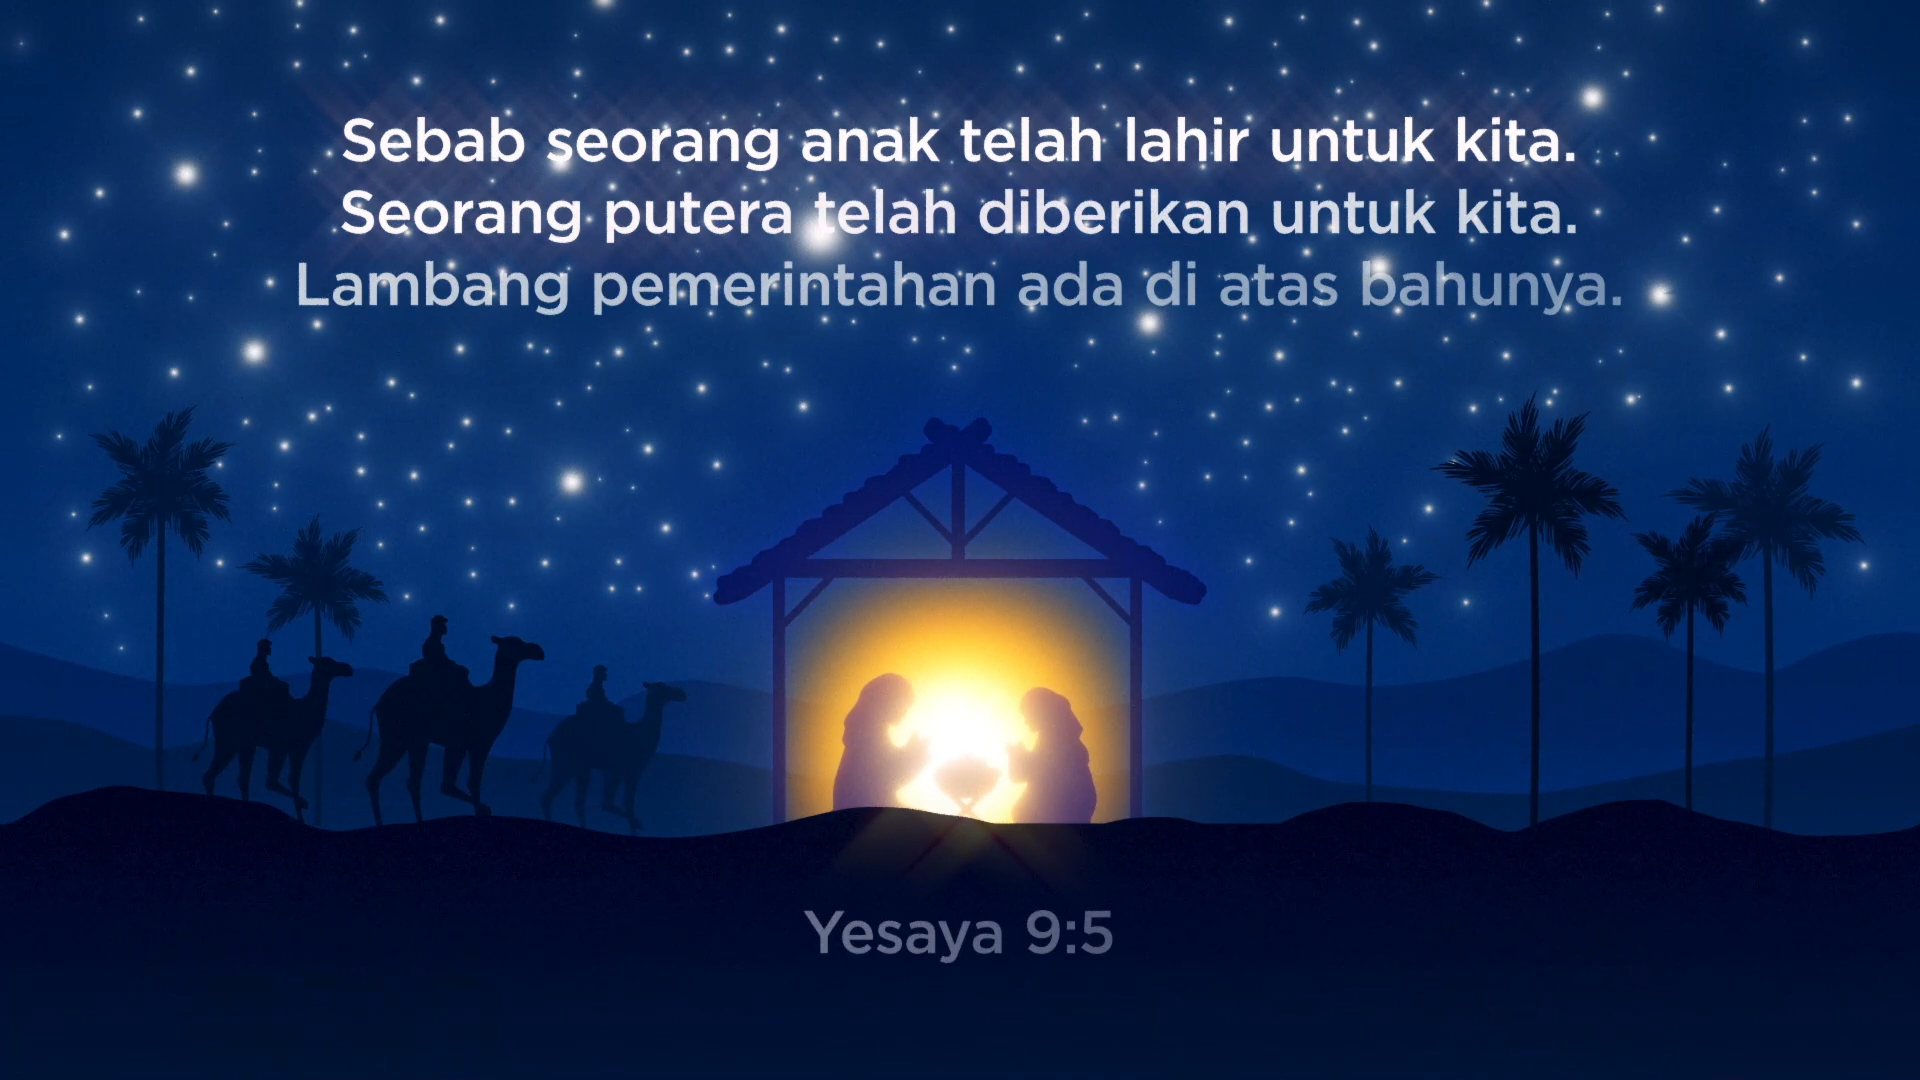 Sebab seorang anak telah lahir untuk kita.
Seorang putera telah diberikan untuk kita.
Lambang pemerintahan ada di atas bahunya.
Yesaya 9:5